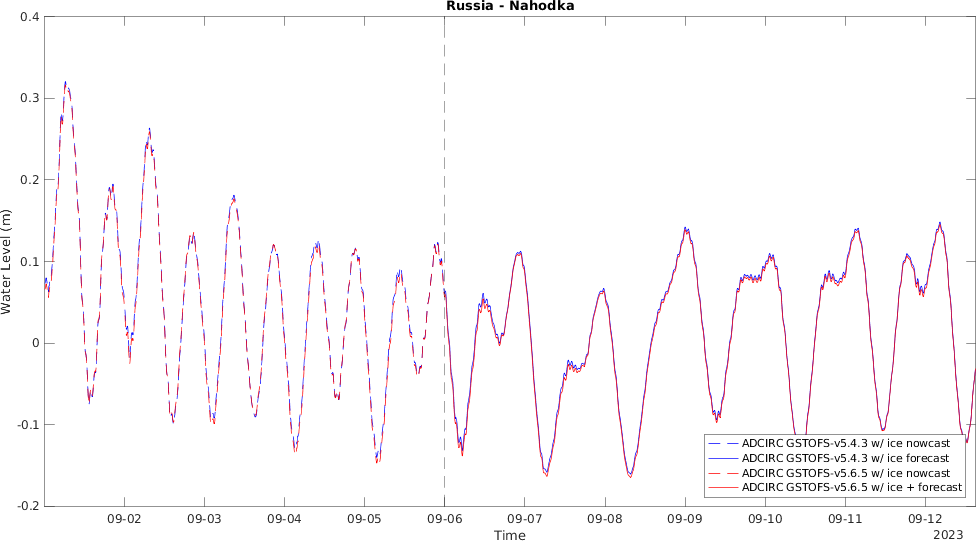 Russia - Nahodka
Water Level (m)
0.4
0.3
0.2
0.1
0
-0.1
-0.2
ADCIRC GSTOFS-v5.4.3 w/ ice nowcast
ADCIRC GSTOFS-v5.4.3 w/ ice forecast
ADCIRC GSTOFS-v5.6.5 w/ ice nowcast
ADCIRC GSTOFS-v5.6.5 w/ ice + forecast
09-02 09-03 09-04 09-05 09-06 09-07 09-08 09-09 09-10 09-11 09-12
Time
2023